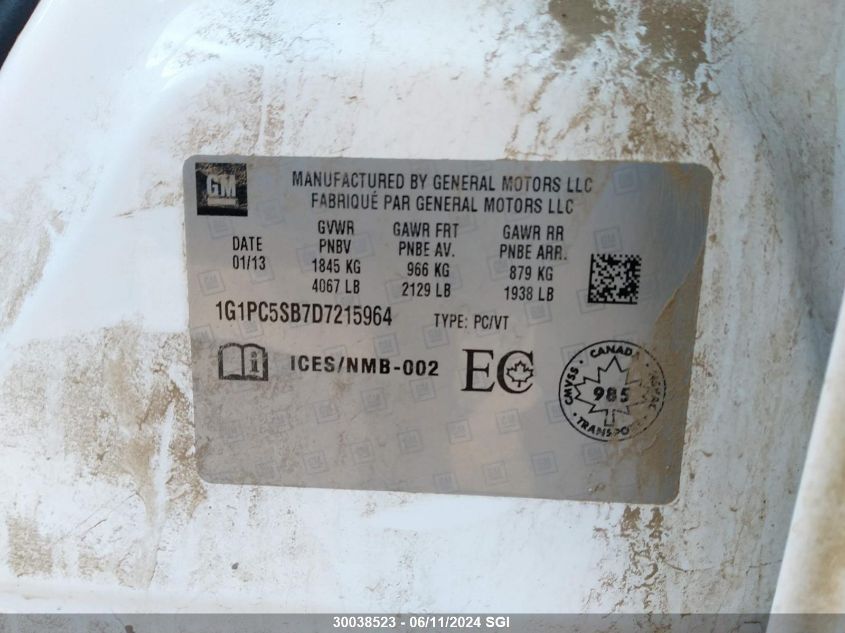 GM
MANUFACTURED BY GENERAL MOTORS LLC
FABRIQUÉ PAR GENERAL MOTORS LLC
DATE
01/13
GVWR
PNBV
1845 KG
4067 LB
GAWR FRT
PNBE AV.
966 KG
2129 LB
GAWR RR
PNBE ARR.
879 KG
1938 LB
1G1PC5SB7D7215964 TYPE: PC/VT
i ICES/NMB-002 EC
CANADA
CMVSS
985
TRANSPO
30038523 - 06/11/2024 SGI